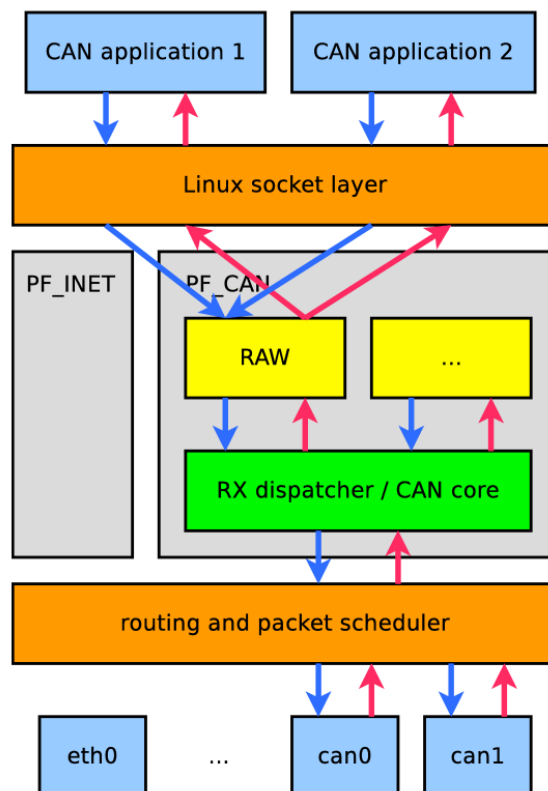 CAN application 1
CAN application 2
Linux socket layer
PF_INET
PF_CAN
RAW
...
RX dispatcher / CAN core
routing and packet scheduler
eth0
...
can0
can1